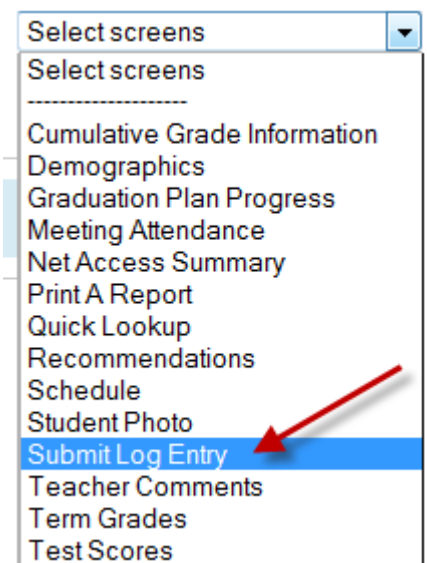 Select screens
Select screens
--------------------
Cumulative Grade Information
Demographics
Graduation Plan Progress
Meeting Attendance
Net Access Summary
Print A Report
Quick Lookup
Recommendations
Schedule
Student Photo
Submit Log Entry
Teacher Comments
Term Grades
Test Scores